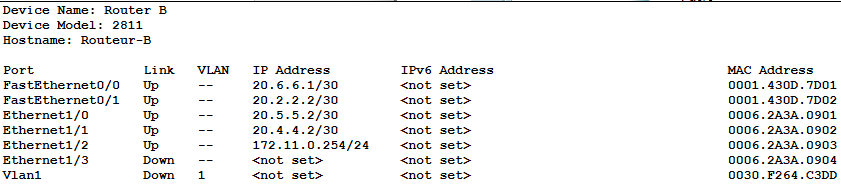 Device Name: Router B
Device Model: 2811
Hostname: Routeur-B
Port Link VLAN IP Address IPv6 Address MAC Address
FastEthernet0/0 Up -- 20.6.6.1/30 <not set> 0001.430D.7D01
FastEthernet0/1 Up -- 20.2.2.2/30 <not set> 0001.430D.7D02
Ethernet1/0 Up -- 20.5.5.2/30 <not set> 0006.2A3A.0901
Ethernet1/1 Up -- 20.4.4.2/30 <not set> 0006.2A3A.0902
Ethernet1/2 Up -- 172.11.0.254/24 <not set> 0006.2A3A.0903
Ethernet1/3 Down -- <not set> <not set> 0006.2A3A.0904
Vlan1 Down 1 <not set> <not set> 0030.F264.C3DD